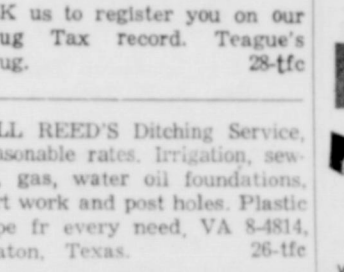 K us to register you on our
ug Tax record. Teague's
ug. 28-tfc
LL REED'S Ditching Service,
asonable rates. Irrigation, sew-
, gas, water oil foundations,
rt work and post holes. Plastic
pe fr every need, VA 8-4814,
aton, Texas. 26-tfc